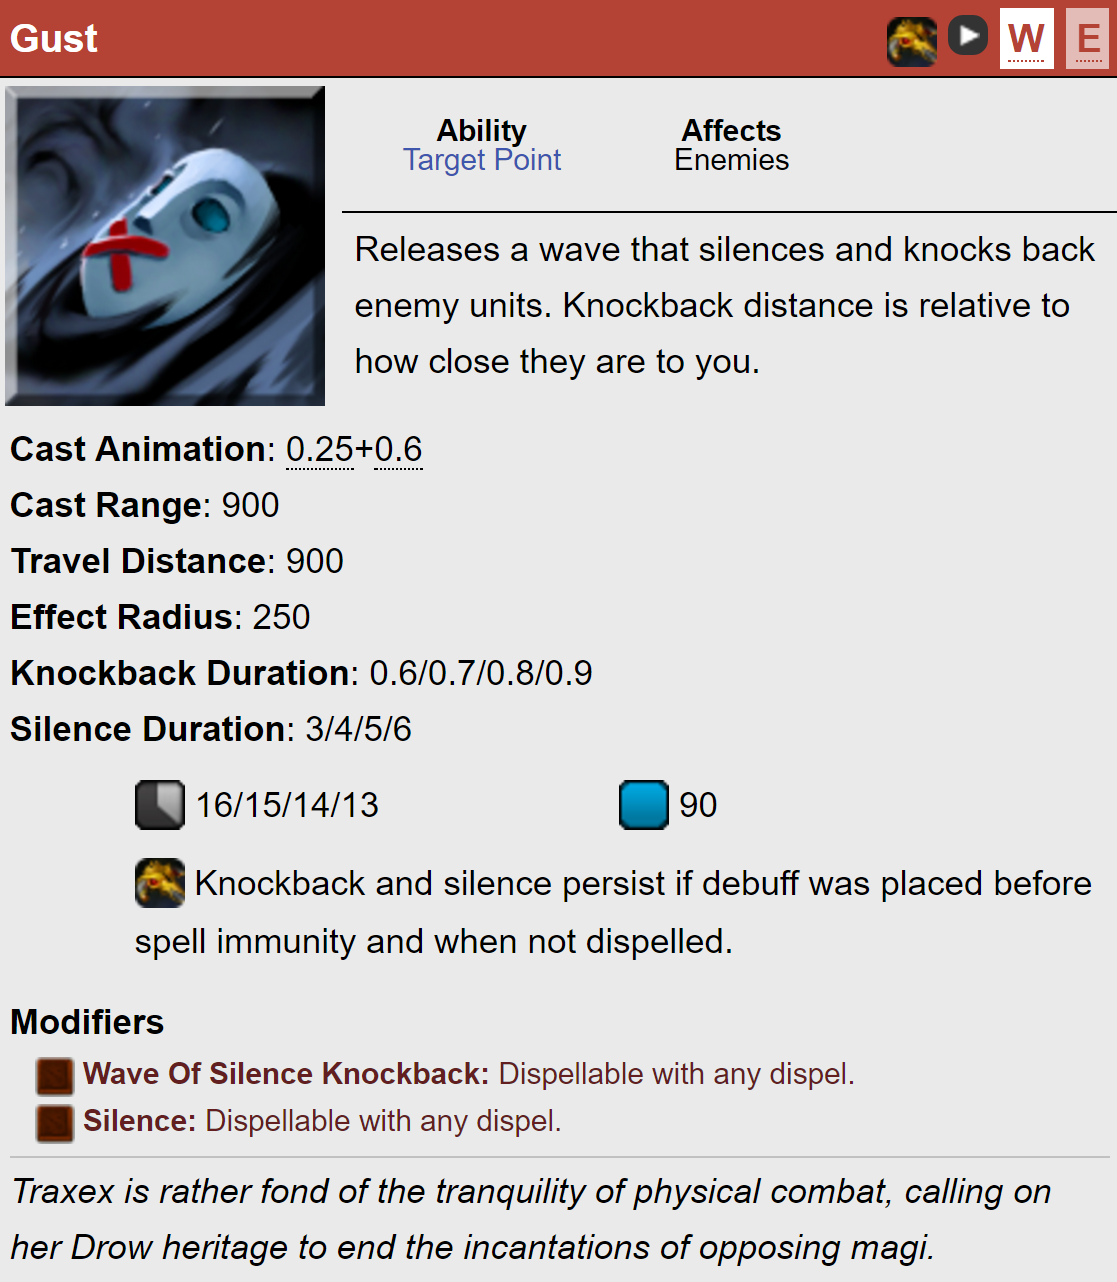 Gust
W E
Ability
Target Point
Affects
Enemies
Releases a wave that silences and knocks back
enemy units. Knockback distance is relative to
how close they are to you.
Cast Animation: 0.25+0.6
Cast Range: 900
Travel Distance: 900
Effect Radius: 250
Knockback Duration: 0.6/0.7/0.8/0.9
Silence Duration: 3/4/5/6
16/15/14/13
90
Knockback and silence persist if debuff was placed before
spell immunity and when not dispelled.
Modifiers
Wave Of Silence Knockback: Dispellable with any dispel.
Silence: Dispellable with any dispel.
Traxex is rather fond of the tranquility of physical combat, calling on
her Drow heritage to end the incantations of opposing magi.